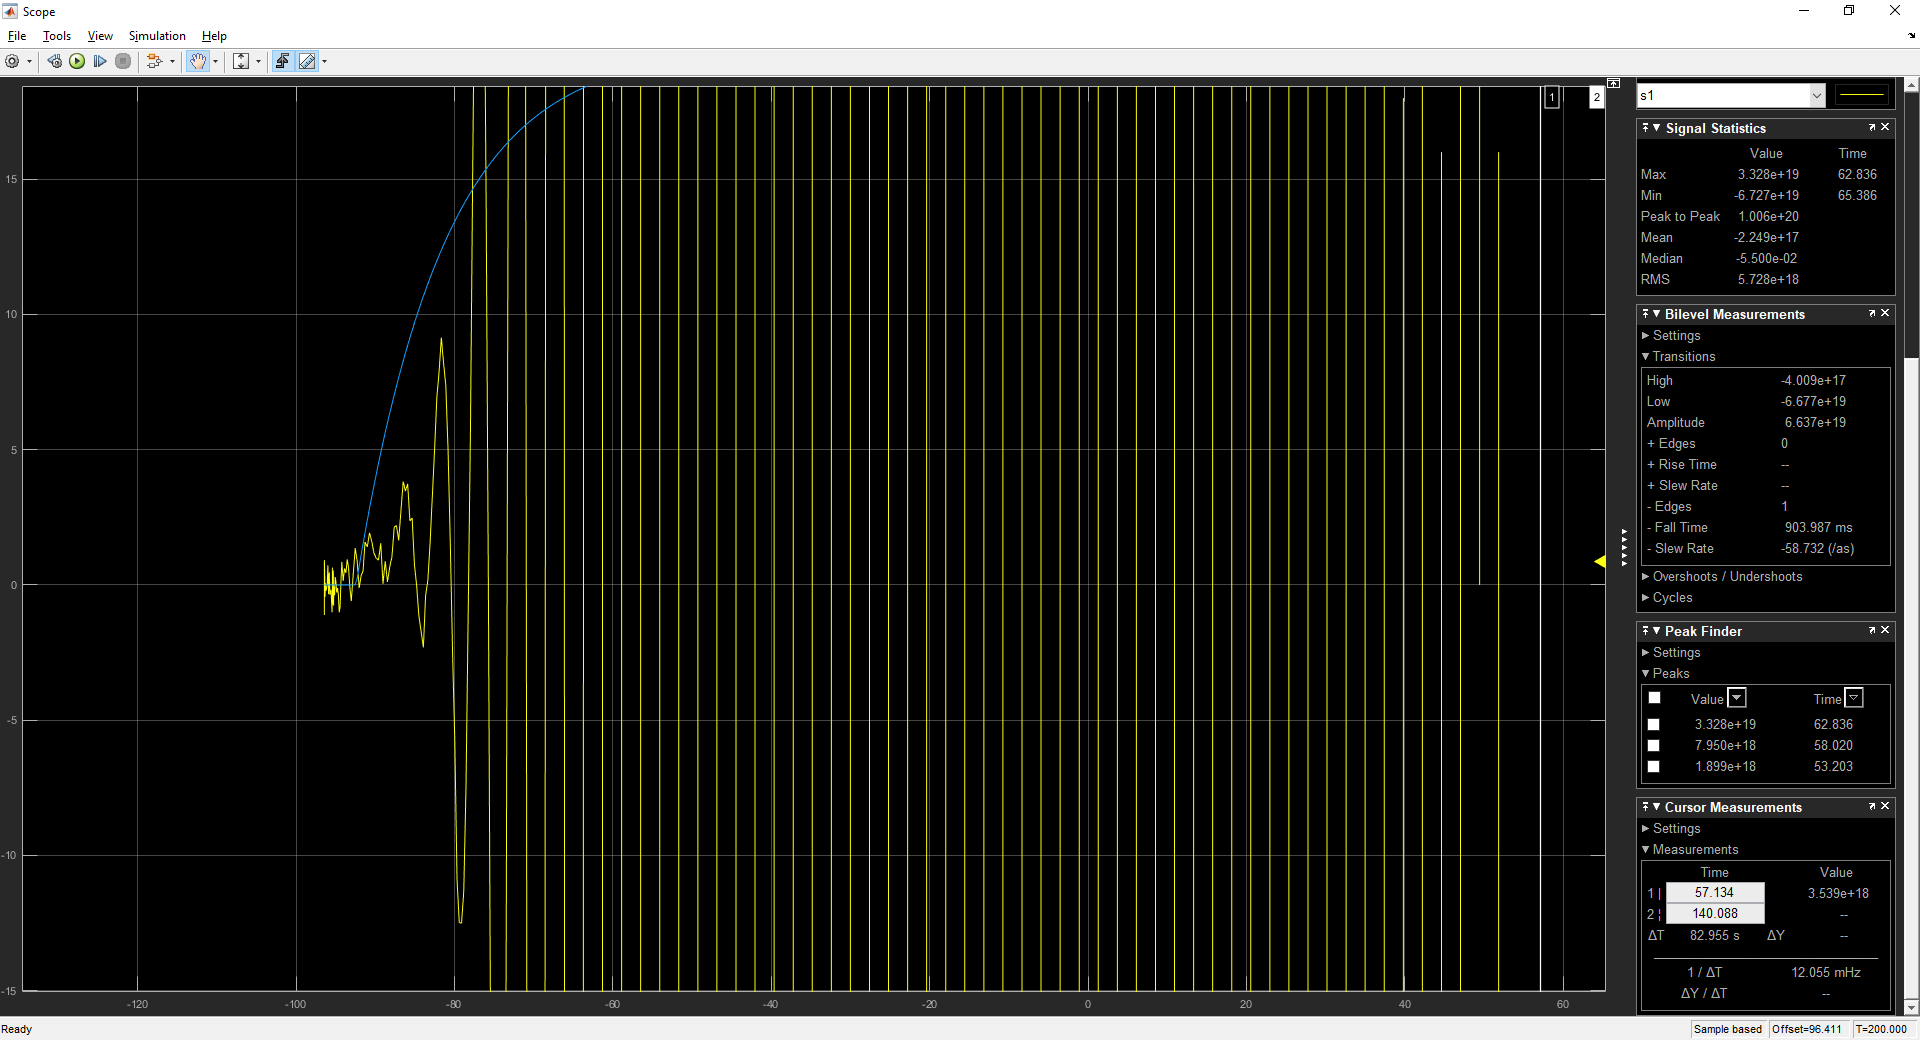 Scope
File Tools View Simulation Help
1 2
15
10
5
0
-5
-10
-15
-120 -100 -80 -60 -40 -20 0 20 40 60
s1
Signal Statistics
Value Time
Max 3.328e+19 62.836
Min -6.727e+19 65.386
Peak to Peak 1.006e+20
Mean -2.249e+17
Median -5.500e-02
RMS 5.728e+18
Bilevel Measurements
Settings
Transitions
High -4.009e+17
Low -6.677e+19
Amplitude 6.637e+19
+ Edges 0
+ Rise Time --
+ Slew Rate --
- Edges 1
- Fall Time 903.987 ms
- Slew Rate -58.732 (/as)
Overshoots / Undershoots
Cycles
Peak Finder
Settings
Peaks
Value Time
3.328e+19 62.836
7.950e+18 58.020
1.899e+18 53.203
Cursor Measurements
Settings
Measurements
Time Value
1 | 57.134 3.539e+18
2 ¦ 140.088 --
ΔT 82.955 s ΔY --
1 / ΔT 12.055 mHz
ΔY / ΔT --
Ready
Sample based Offset=96.411 T=200.000